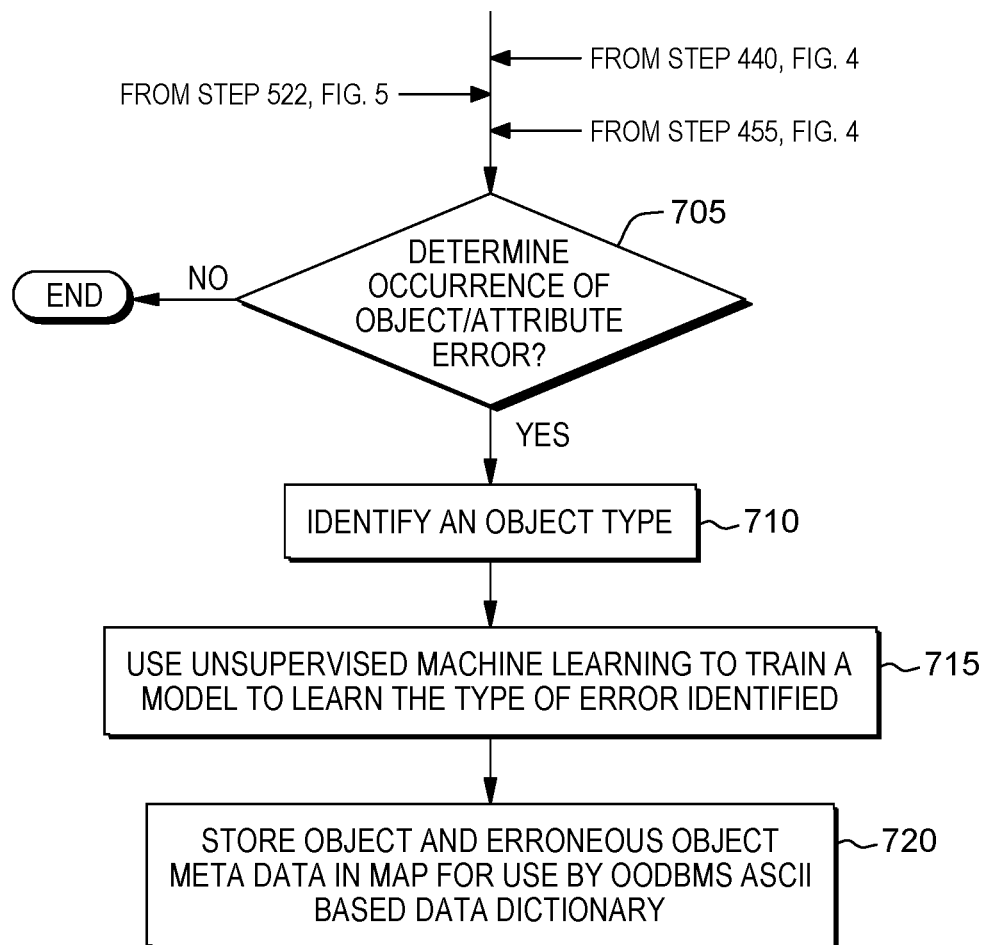 FROM STEP 440, FIG. 4
FROM STEP 522, FIG. 5
FROM STEP 455, FIG. 4
705
DETERMINE
OCCURRENCE OF
OBJECT/ATTRIBUTE
ERROR?
NO
END
YES
IDENTIFY AN OBJECT TYPE
710
USE UNSUPERVISED MACHINE LEARNING TO TRAIN A
MODEL TO LEARN THE TYPE OF ERROR IDENTIFIED
715
STORE OBJECT AND ERRONEOUS OBJECT
META DATA IN MAP FOR USE BY OODBMS ASCII
BASED DATA DICTIONARY
720